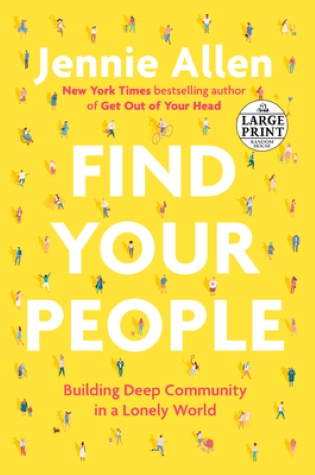 Jennie Allen
New York Times bestselling author
of Get Out of Your Head
LARGE
PRINT
RANDOM
HOUSE
FIND
YOUR
PEOPLE
Building Deep Community
in a Lonely World